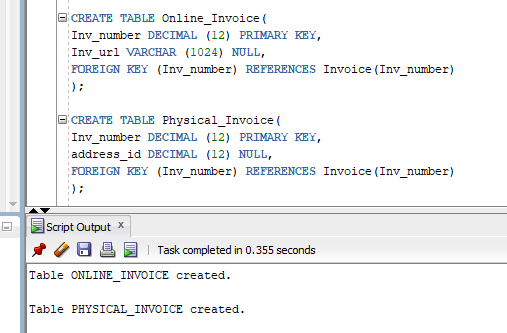 CREATE TABLE Online_Invoice(
Inv_number DECIMAL (12) PRIMARY KEY,
Inv_url VARCHAR (1024) NULL,
FOREIGN KEY (Inv_number) REFERENCES Invoice(Inv_number)
);
CREATE TABLE Physical_Invoice(
Inv_number DECIMAL (12) PRIMARY KEY,
address_id DECIMAL (12) NULL,
FOREIGN KEY (Inv_number) REFERENCES Invoice(Inv_number)
);
Script Output x
Task completed in 0.355 seconds
Table ONLINE_INVOICE created.
Table PHYSICAL_INVOICE created.